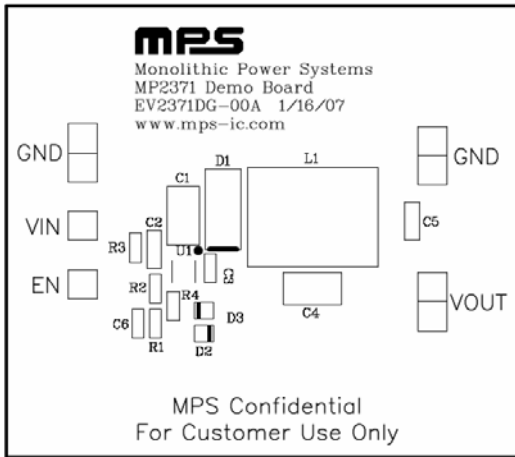 MPS
Monolithic Power Systems
MP2371 Demo Board
EV2371DG-00A 1/16/07
www.mps-ic.com
GND
GND
C1
D1
L1
VIN
R3
C2
U1
C5
C3
EN
R2
R4
C4
VOUT
C6
R1
D3
D2
MPS Confidential
For Customer Use Only